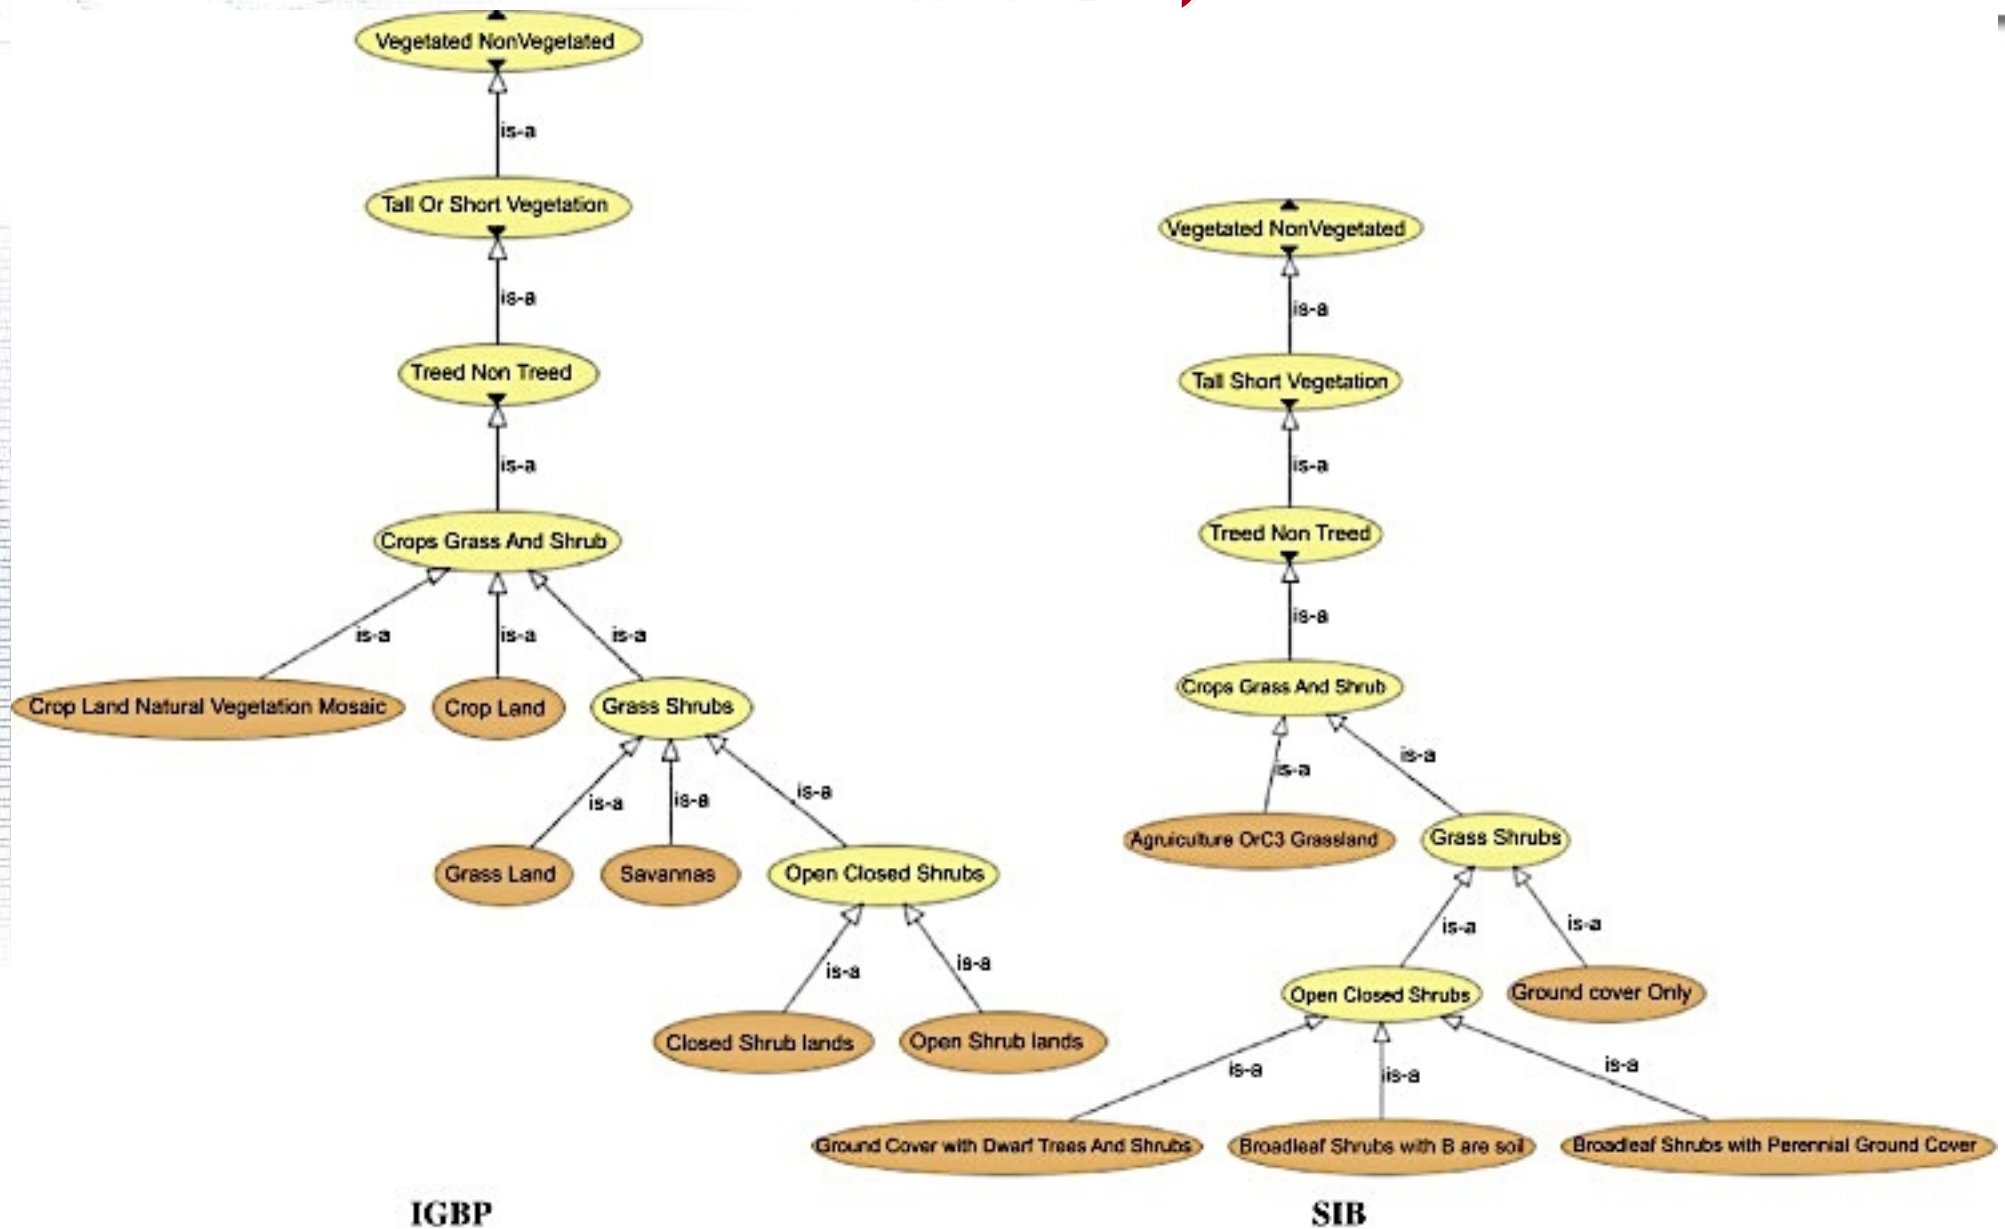 Vegetated NonVegetated
is-a
Tall Or Short Vegetation
is-a
Treed Non Treed
is-a
Crops Grass And Shrub
is-a
is-a
is-a
Crop Land Natural Vegetation Mosaic
Crop Land
Grass Shrubs
is-a
is-a
is-a
Grass Land
Savannas
Open Closed Shrubs
is-a
is-a
Closed Shrub lands
Open Shrub lands
IGBP
Vegetated NonVegetated
is-a
Tall Short Vegetation
is-a
Treed Non Treed
is-a
Crops Grass And Shrub
is-a
is-a
Agruiculture OrC3 Grassland
Grass Shrubs
is-a
is-a
Open Closed Shrubs
Ground cover Only
is-a
is-a
is-a
Ground Cover with Dwarf Trees And Shrubs
Broadleaf Shrubs with B are soil
Broadleaf Shrubs with Perennial Ground Cover
SIB